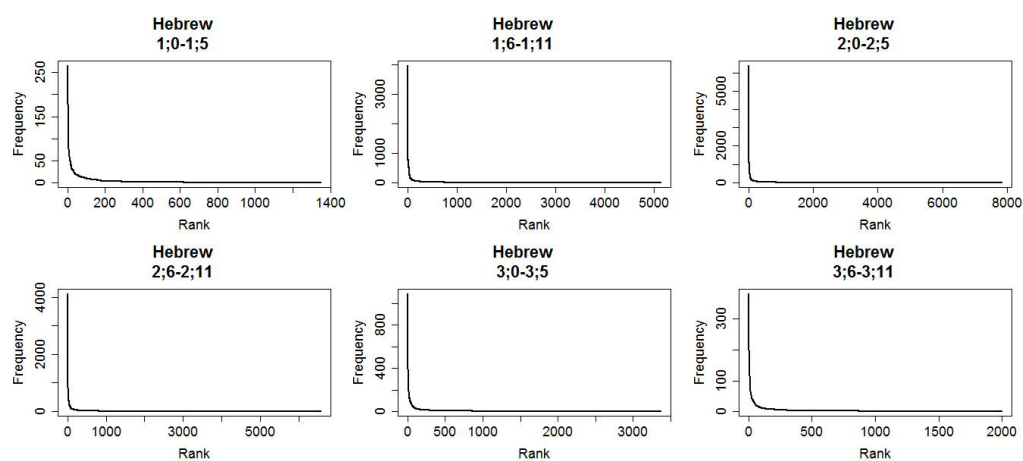 Hebrew
1;0-1;5
Frequency
250
150
50
0
0 200 400 600 800 1000 1400
Rank
Hebrew
1;6-1;11
Frequency
3000
1000
0
0 1000 2000 3000 4000 5000
Rank
Hebrew
2;0-2;5
Frequency
5000
2000
0
0 2000 4000 6000 8000
Rank
Hebrew
2;6-2;11
Frequency
4000
2000
0
0 1000 3000 5000
Rank
Hebrew
3;0-3;5
Frequency
800
400
0
0 500 1000 2000 3000
Rank
Hebrew
3;6-3;11
Frequency
300
100
0
0 500 1000 1500 2000
Rank